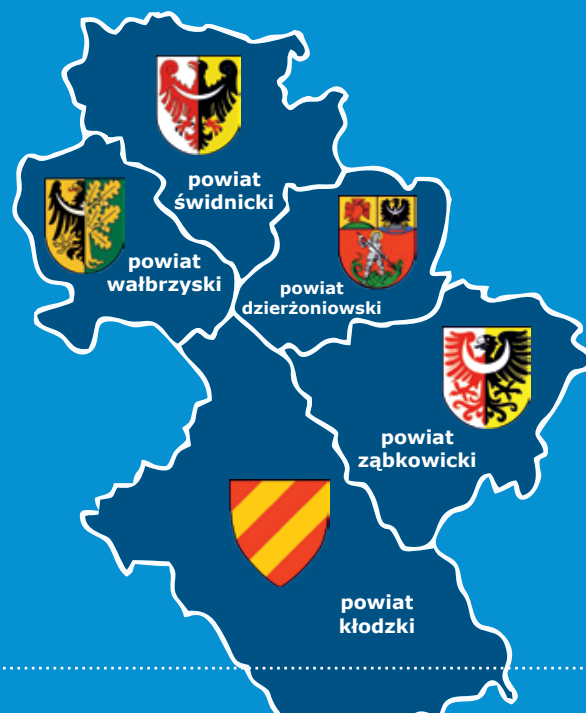 powiat
świdnicki
powiat
wałbrzyski
powiat
dzierżoniowski
powiat
ząbkowicki
powiat
kłodzki